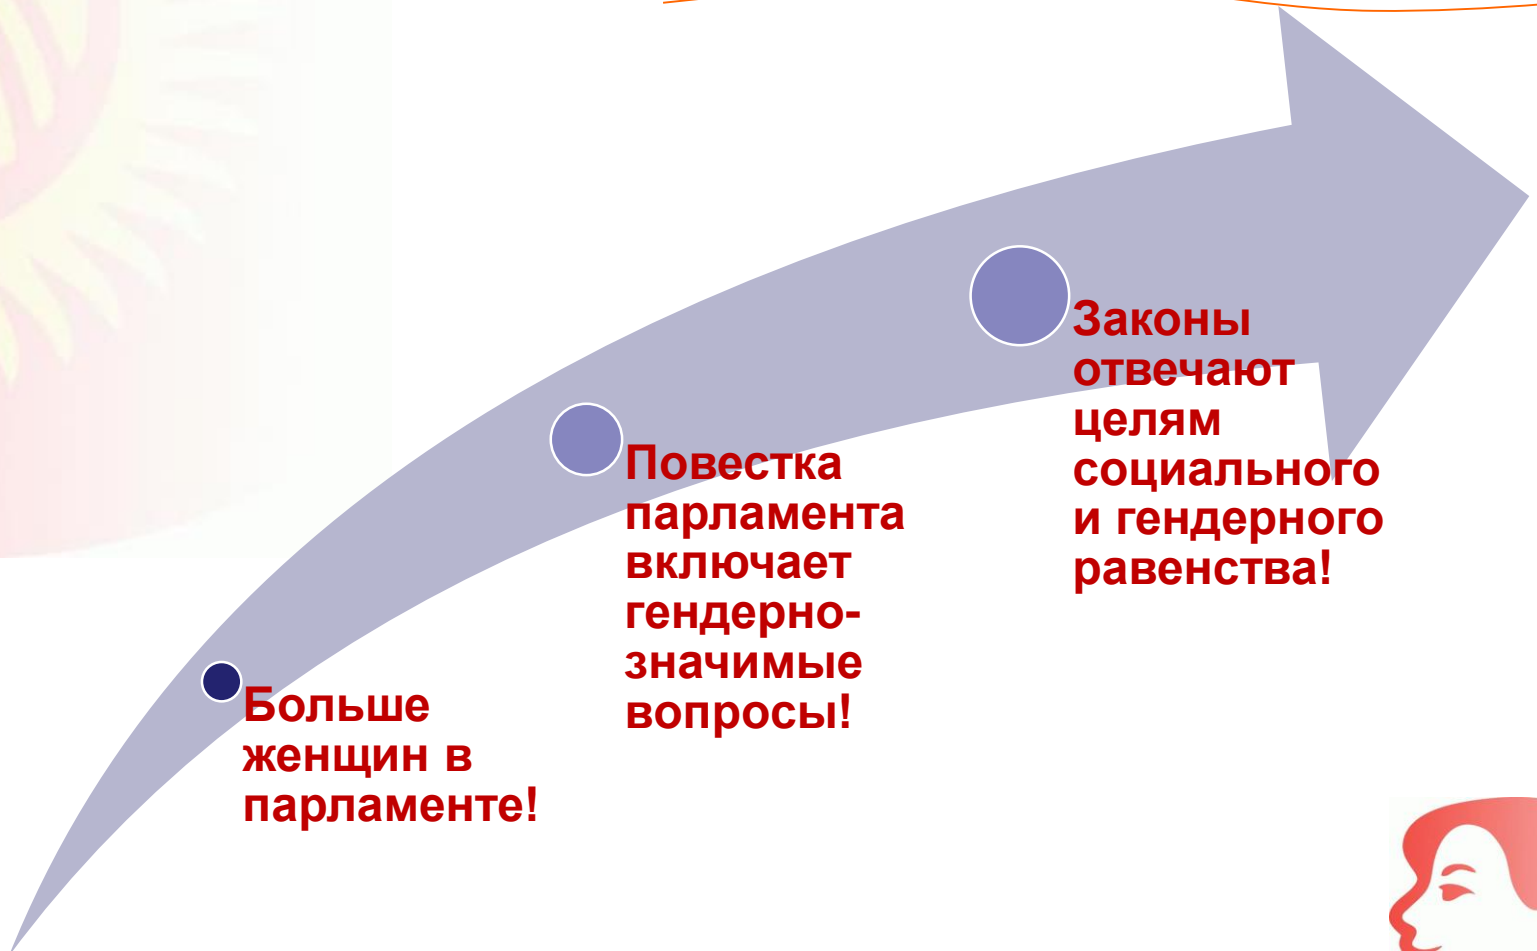 Больше
женщин в
парламенте!
Повестка
парламента
включает
гендерно-
значимые
вопросы!
Законы
отвечают
целям
социального
и гендерного
равенства!